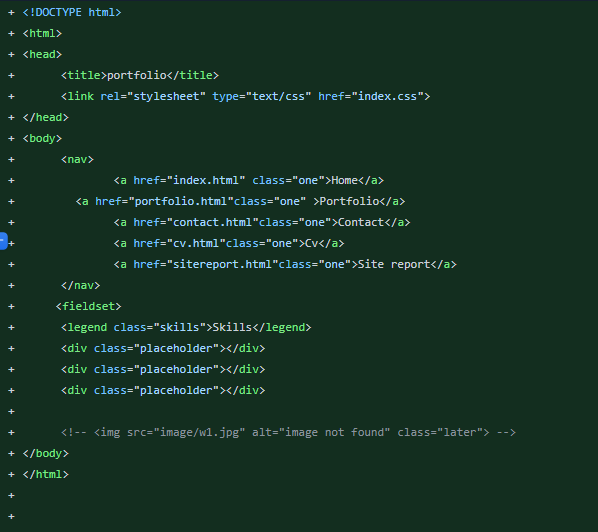 + <!DOCTYPE html>
+ <html>
+ <head>
+ <title>portfolio</title>
+ <link rel="stylesheet" type="text/css" href="index.css">
+ </head>
+ <body>
+ <nav>
+ <a href="index.html" class="one">Home</a>
+ <a href="portfolio.html"class="one" >Portfolio</a>
+ <a href="contact.html"class="one">Contact</a>
+ <a href="cv.html"class="one">Cv</a>
+ <a href="sitereport.html"class="one">Site report</a>
+ </nav>
+ <fieldset>
+ <legend class="skills">Skills</legend>
+ <div class="placeholder"></div>
+ <div class="placeholder"></div>
+ <div class="placeholder"></div>
+
+ <!-- <img src="image/w1.jpg" alt="image not found" class="later"> -->
+ </body>
+ </html>
+
+